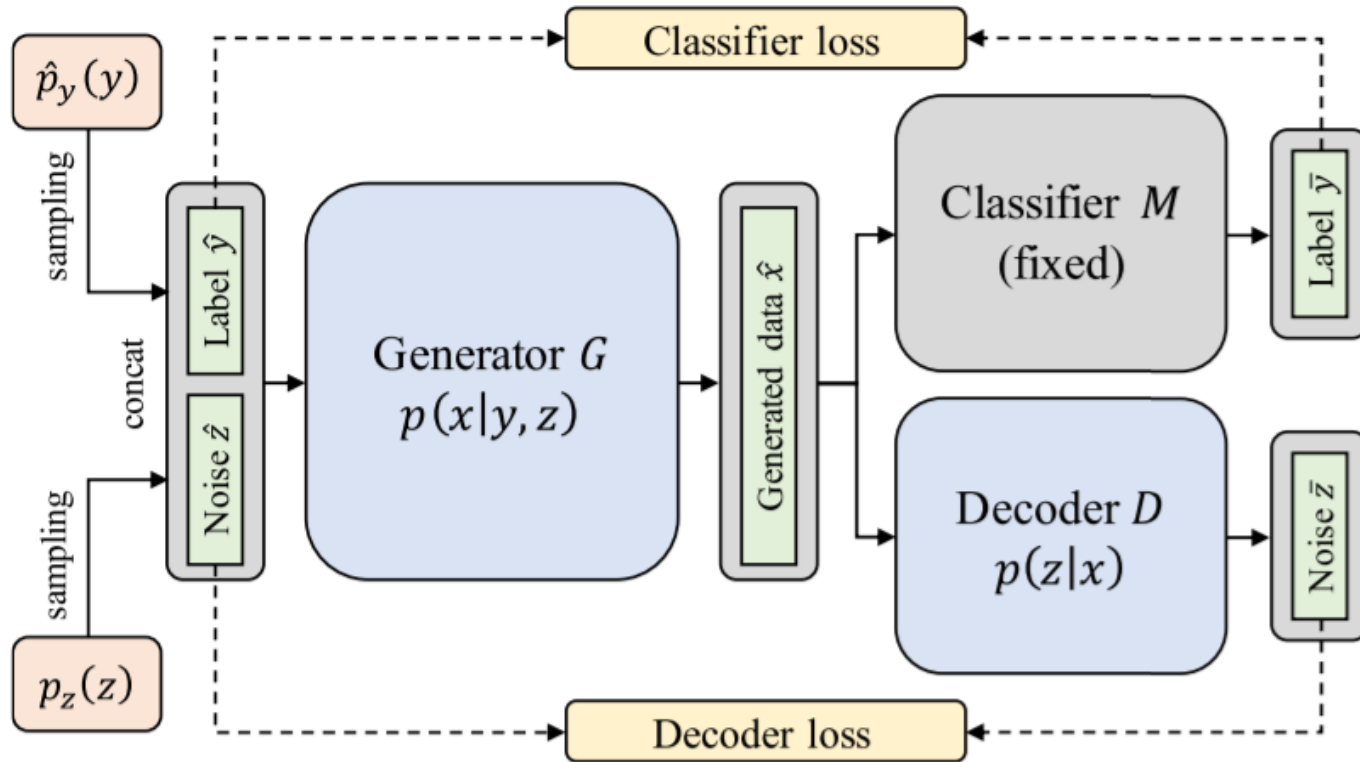 Classifier loss
p̂_y(y)
sampling
concat
sampling
p_z(z)
Label ŷ
Noise ẑ
Generator G
p(x|y, z)
Generated data x̂
Classifier M
(fixed)
Label ȳ
Decoder D
p(z|x)
Noise z̄
Decoder loss